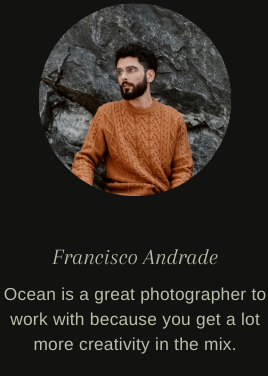 Francisco Andrade
Ocean is a great photographer to
work with because you get a lot
more creativity in the mix.